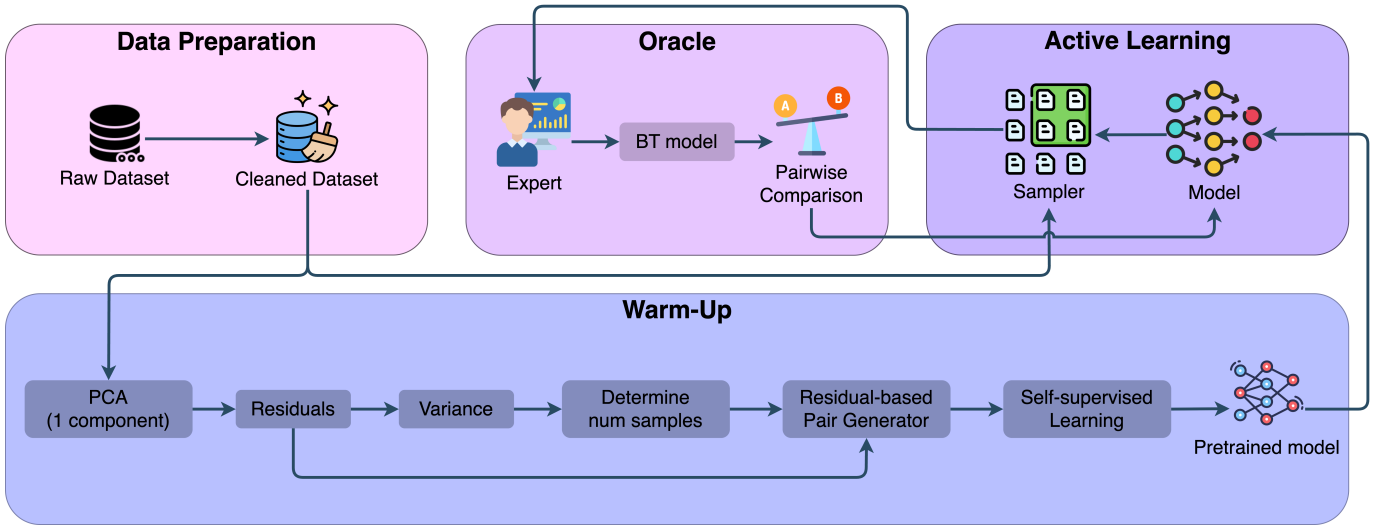 Data Preparation
Raw Dataset
Cleaned Dataset
Oracle
Expert
BT model
A
B
Pairwise
Comparison
Active Learning
Sampler
Model
Warm-Up
PCA
(1 component)
Residuals
Variance
Determine
num samples
Residual-based
Pair Generator
Self-supervised
Learning
Pretrained model